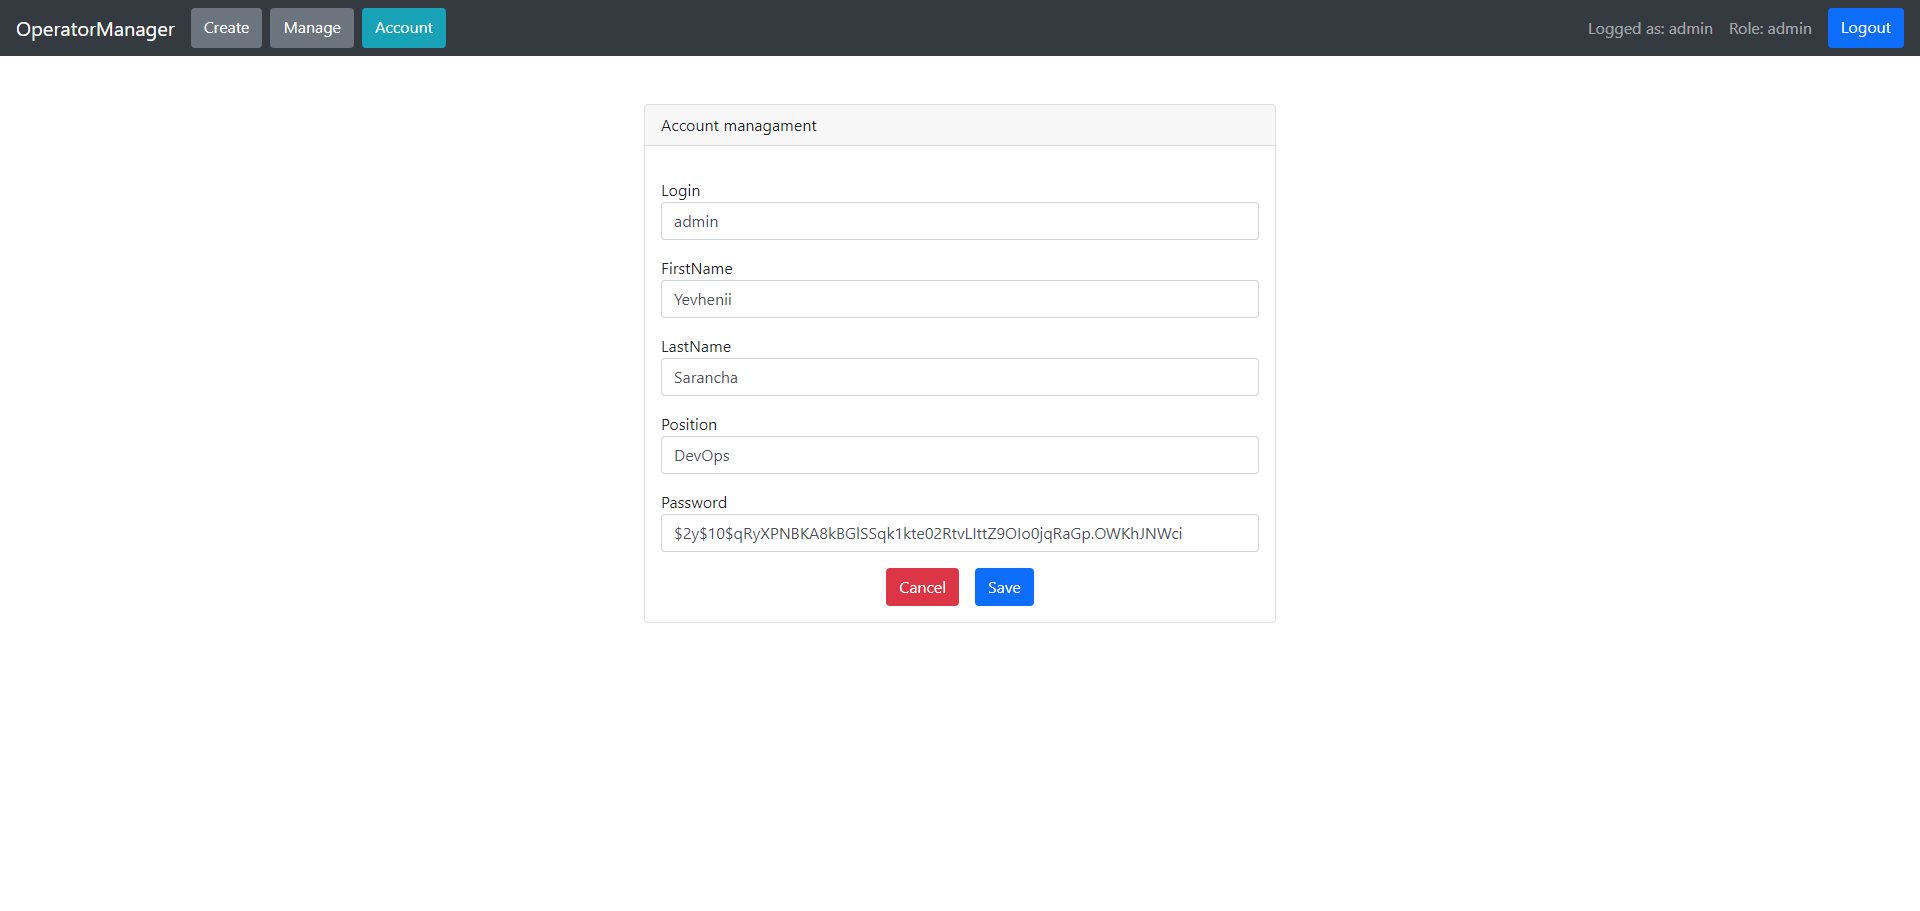 OperatorManager Create Manage Account Logged as: admin Role: admin Logout
Account managament
Login
admin
FirstName
Yevhenii
LastName
Sarancha
Position
DevOps
Password
$2y$10$qRyXPNBKA8kBGlSSqk1kte02RtvLIttZ9OIo0jqRaGp.OWKhJNWci
Cancel Save